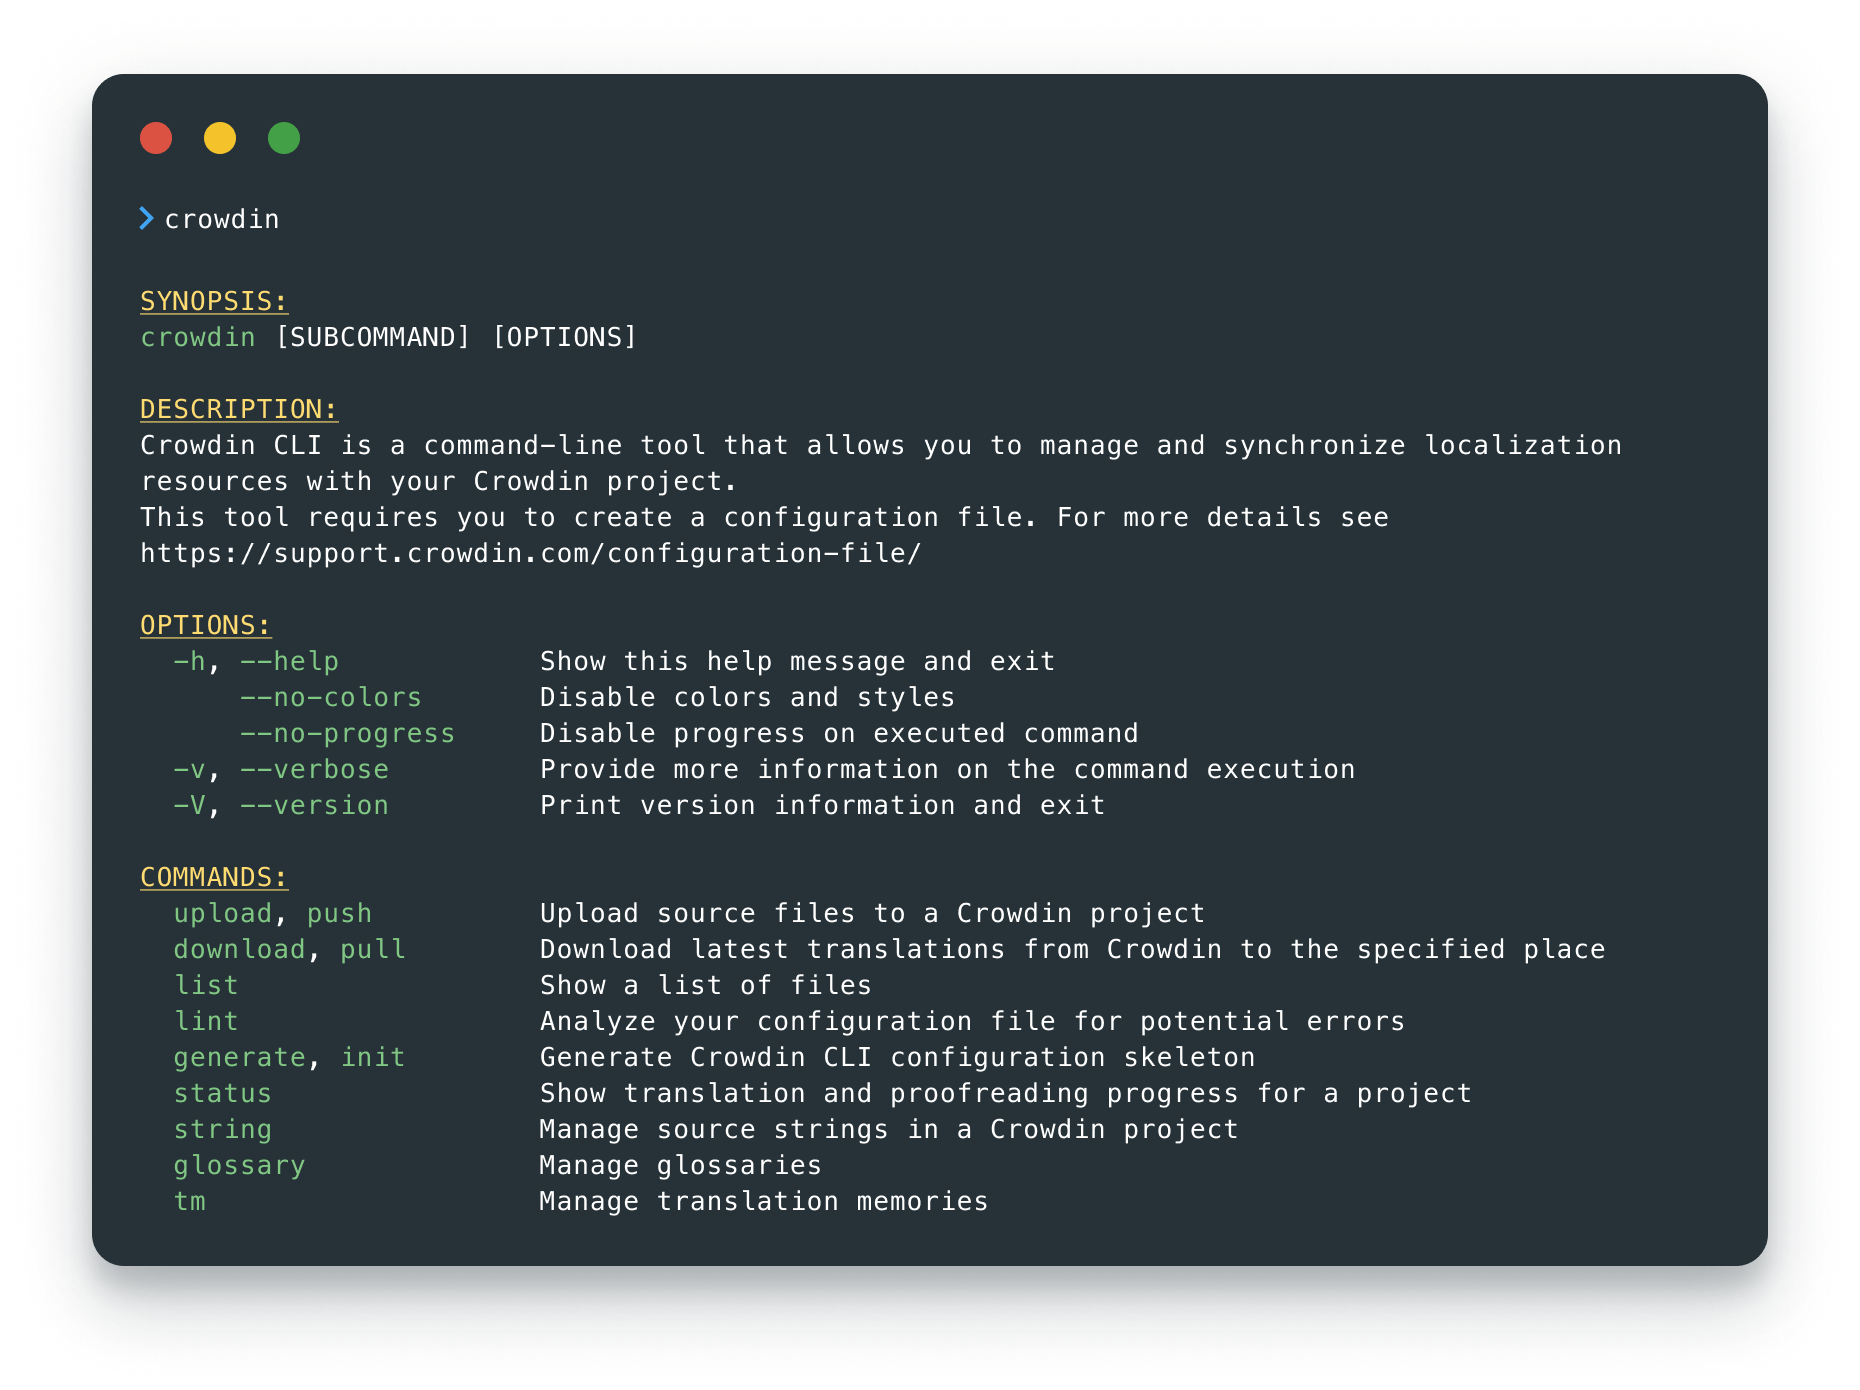 crowdin
SYNOPSIS:
crowdin [SUBCOMMAND] [OPTIONS]
DESCRIPTION:
Crowdin CLI is a command-line tool that allows you to manage and synchronize localization
resources with your Crowdin project.
This tool requires you to create a configuration file. For more details see
https://support.crowdin.com/configuration-file/
OPTIONS:
-h, --help Show this help message and exit
--no-colors Disable colors and styles
--no-progress Disable progress on executed command
-v, --verbose Provide more information on the command execution
-V, --version Print version information and exit
COMMANDS:
upload, push Upload source files to a Crowdin project
download, pull Download latest translations from Crowdin to the specified place
list Show a list of files
lint Analyze your configuration file for potential errors
generate, init Generate Crowdin CLI configuration skeleton
status Show translation and proofreading progress for a project
string Manage source strings in a Crowdin project
glossary Manage glossaries
tm Manage translation memories